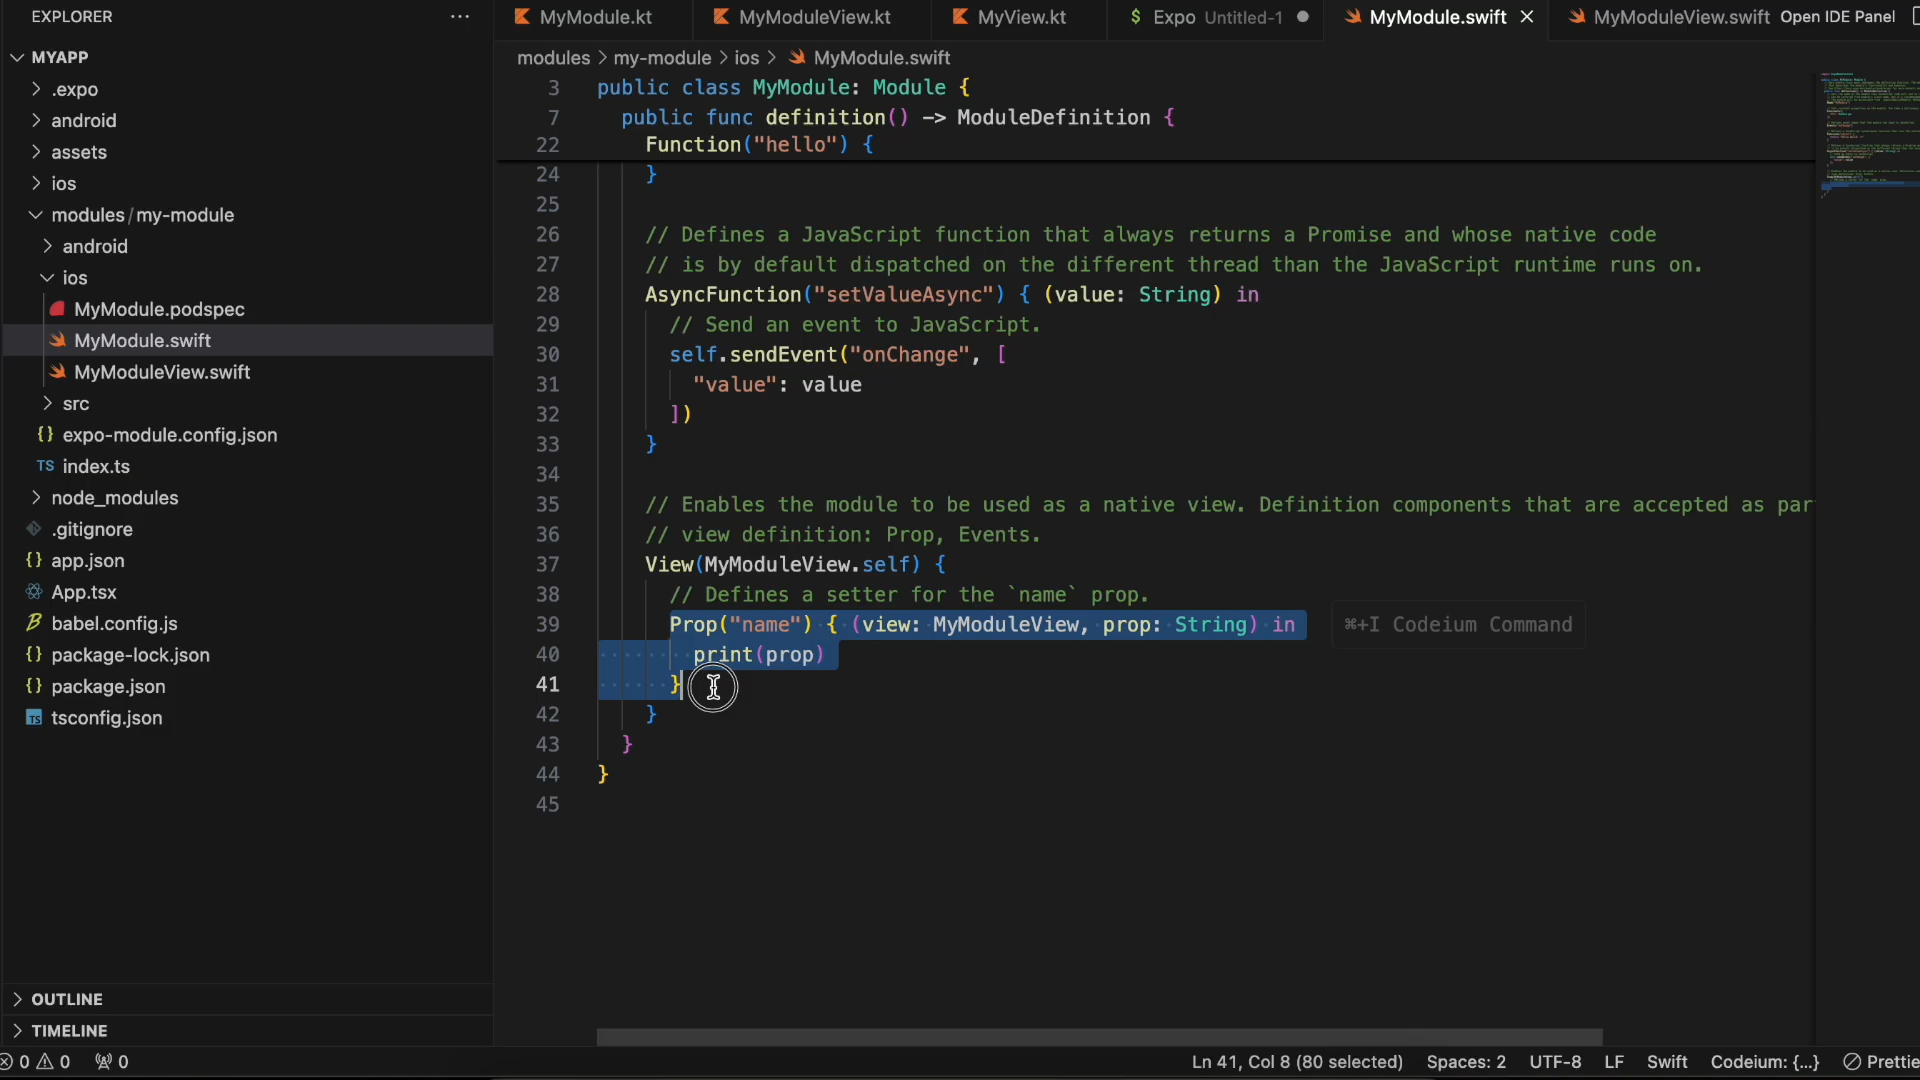 EXPLORER
MYAPP
.expo
android
assets
ios
modules/my-module
android
ios
MyModule.podspec
MyModule.swift
MyModuleView.swift
src
expo-module.config.json
TS index.ts
node_modules
.gitignore
app.json
App.tsx
babel.config.js
package-lock.json
package.json
tsconfig.json
OUTLINE
TIMELINE
MyModule.kt
MyModuleView.kt
MyView.kt
$ Expo Untitled-1
MyModule.swift
MyModuleView.swift
Open IDE Panel
modules > my-module > ios > MyModule.swift
3 public class MyModule: Module {
7 public func definition() -> ModuleDefinition {
22 Function("hello") {
24 }
25
26 // Defines a JavaScript function that always returns a Promise and whose native code
27 // is by default dispatched on the different thread than the JavaScript runtime runs on.
28 AsyncFunction("setValueAsync") { (value: String) in
29 // Send an event to JavaScript.
30 self.sendEvent("onChange", [
31 "value": value
32 ])
33 }
34
35 // Enables the module to be used as a native view. Definition components that are accepted as par
36 // view definition: Prop, Events.
37 View(MyModuleView.self) {
38 // Defines a setter for the `name` prop.
39 Prop("name") { (view: MyModuleView, prop: String) in
⌘+I Codeium Command
40 print(prop)
41 }
42 }
43 }
44 }
45
0 0 0
Ln 41, Col 8 (80 selected) Spaces: 2 UTF-8 LF Swift Codeium: {...} Prettie